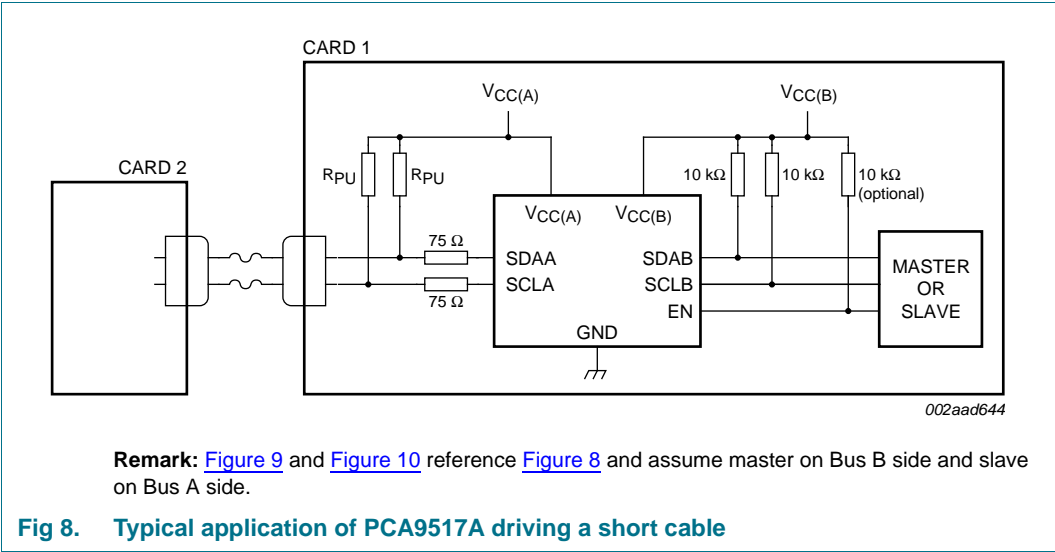 CARD 1
VCC(A)
VCC(B)
CARD 2
RPU
RPU
10 kΩ
10 kΩ
10 kΩ
(optional)
VCC(A)
VCC(B)
75 Ω
SDAA
SDAB
SCLA
SCLB
75 Ω
EN
GND
MASTER
OR
SLAVE
002aad644
Remark: Figure 9 and Figure 10 reference Figure 8 and assume master on Bus B side and slave
on Bus A side.
Fig 8. Typical application of PCA9517A driving a short cable